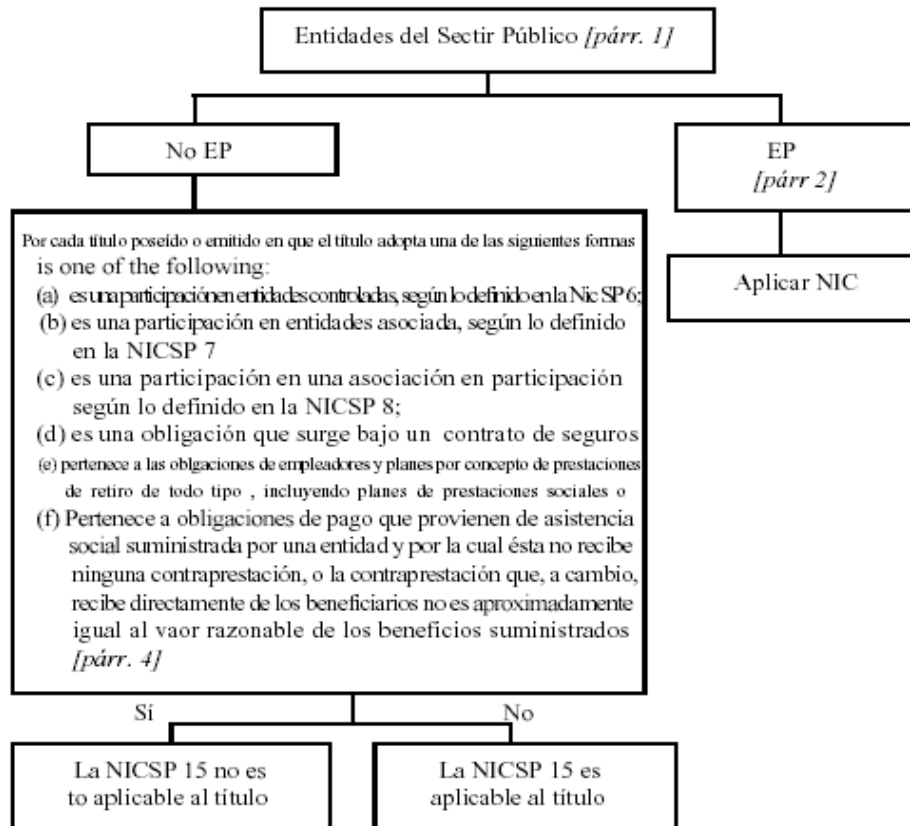 Entidades del Sectir Público [párr. 1]
No EP
EP
[párr 2]
Aplicar NIC
Por cada título poseído o emitido en que el título adopta una de las siguientes formas
is one of the following:
(a) es una participación en entidades controladas, según lo definido en la Nic SP 6;
(b) es una participación en entidades asociada, según lo definido
en la NICSP 7
(c) es una participación en una asociación en participación
según lo definido en la NICSP 8;
(d) es una obligación que surge bajo un contrato de seguros
(e) pertenece a las oblgaciones de empleadores y planes por concepto de prestaciones
de retiro de todo tipo , incluyendo planes de prestaciones sociales o
(f) Pertenece a obligaciones de pago que provienen de asistencia
social suministrada por una entidad y por la cual ésta no recibe
ninguna contraprestación, o la contraprestación que, a cambio,
recibe directamente de los beneficiarios no es aproximadamente
igual al vaor razonable de los beneficios suministrados
[párr. 4]
Sí
No
La NICSP 15 no es
to aplicable al título
La NICSP 15 es
aplicable al título